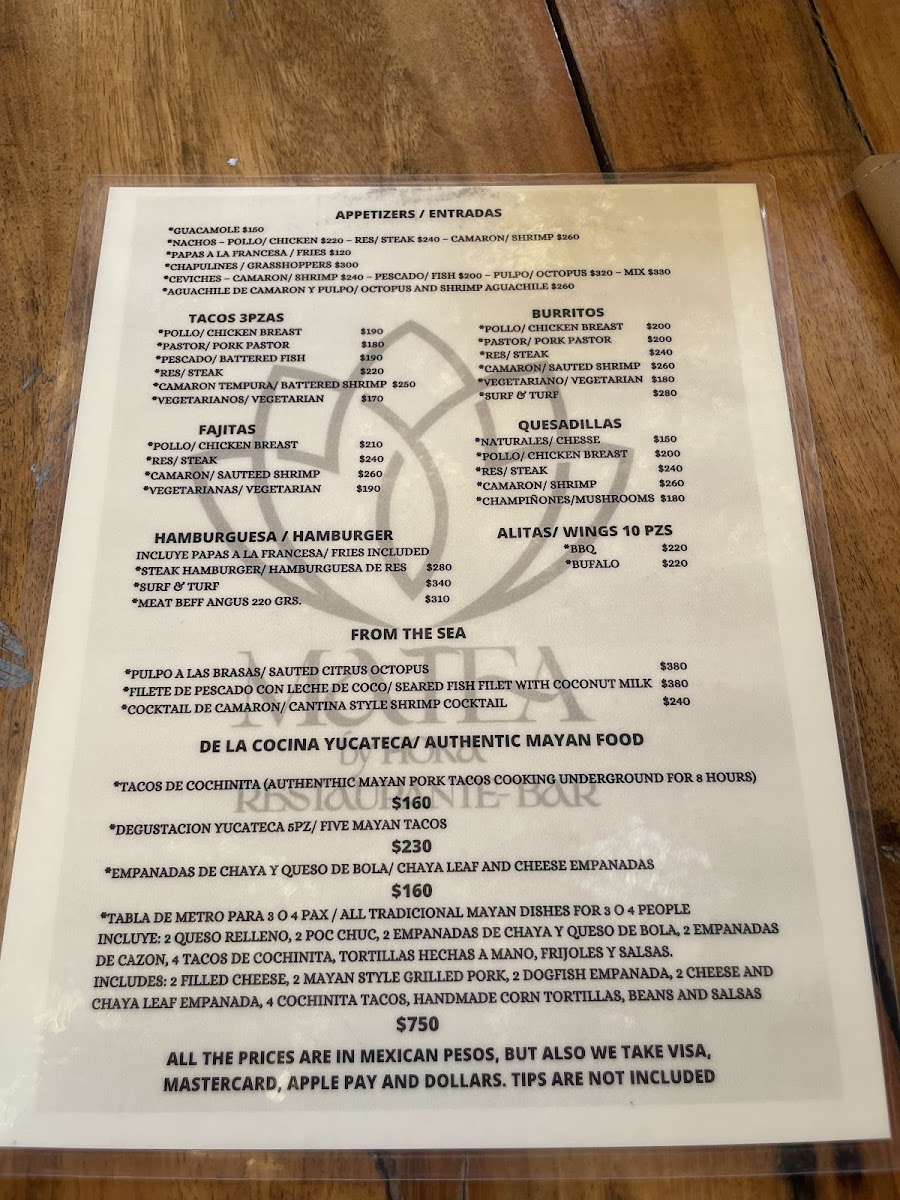 APPETIZERS / ENTRADAS
*GUACAMOLE $150
*NACHOS – POLLO/ CHICKEN $220 – RES/ STEAK $240 – CAMARON/ SHRIMP $260
*PAPAS A LA FRANCESA / FRIES $120
*CHAPULINES / GRASSHOPPERS $300
*CEVICHES – CAMARON/ SHRIMP $240 – PESCADO/ FISH $200 – PULPO/ OCTOPUS $320 – MIX $330
*AGUACHILE DE CAMARON Y PULPO/ OCTOPUS AND SHRIMP AGUACHILE $260
TACOS 3PZAS
*POLLO/ CHICKEN BREAST $190
*PASTOR/ PORK PASTOR $180
*PESCADO/ BATTERED FISH $190
*RES/ STEAK $220
*CAMARON TEMPURA/ BATTERED SHRIMP $250
*VEGETARIANOS/ VEGETARIAN $170
BURRITOS
*POLLO/ CHICKEN BREAST $200
*PASTOR/ PORK PASTOR $200
*RES/ STEAK $240
*CAMARON/ SAUTED SHRIMP $260
*VEGETARIANO/ VEGETARIAN $180
*SURF & TURF $280
FAJITAS
*POLLO/ CHICKEN BREAST $210
*RES/ STEAK $240
*CAMARON/ SAUTEED SHRIMP $260
*VEGETARIANAS/ VEGETARIAN $190
QUESADILLAS
*NATURALES/ CHESSE $150
*POLLO/ CHICKEN BREAST $200
*RES/ STEAK $240
*CAMARON/ SHRIMP $260
*CHAMPIÑONES/MUSHROOMS $180
HAMBURGUESA / HAMBURGER
INCLUYE PAPAS A LA FRANCESA/ FRIES INCLUDED
*STEAK HAMBURGER/ HAMBURGUESA DE RES $280
*SURF & TURF $340
*MEAT BEFF ANGUS 220 GRS. $310
ALITAS/ WINGS 10 PZS
*BBQ $220
*BUFALO $220
FROM THE SEA
*PULPO A LAS BRASAS/ SAUTED CITRUS OCTOPUS $380
*FILETE DE PESCADO CON LECHE DE COCO/ SEARED FISH FILET WITH COCONUT MILK $380
*COCKTAIL DE CAMARON/ CANTINA STYLE SHRIMP COCKTAIL $240
MATEA
by HOKA
RESTAURANTE-BAR
DE LA COCINA YUCATECA/ AUTHENTIC MAYAN FOOD
*TACOS DE COCHINITA (AUTHENTHIC MAYAN PORK TACOS COOKING UNDERGROUND FOR 8 HOURS)
$160
*DEGUSTACION YUCATECA 5PZ/ FIVE MAYAN TACOS
$230
*EMPANADAS DE CHAYA Y QUESO DE BOLA/ CHAYA LEAF AND CHEESE EMPANADAS
$160
*TABLA DE METRO PARA 3 O 4 PAX / ALL TRADICIONAL MAYAN DISHES FOR 3 O 4 PEOPLE
INCLUYE: 2 QUESO RELLENO, 2 POC CHUC, 2 EMPANADAS DE CHAYA Y QUESO DE BOLA, 2 EMPANADAS
DE CAZON, 4 TACOS DE COCHINITA, TORTILLAS HECHAS A MANO, FRIJOLES Y SALSAS.
INCLUDES: 2 FILLED CHEESE, 2 MAYAN STYLE GRILLED PORK, 2 DOGFISH EMPANADA, 2 CHEESE AND
CHAYA LEAF EMPANADA, 4 COCHINITA TACOS, HANDMADE CORN TORTILLAS, BEANS AND SALSAS
$750
ALL THE PRICES ARE IN MEXICAN PESOS, BUT ALSO WE TAKE VISA,
MASTERCARD, APPLE PAY AND DOLLARS. TIPS ARE NOT INCLUDED